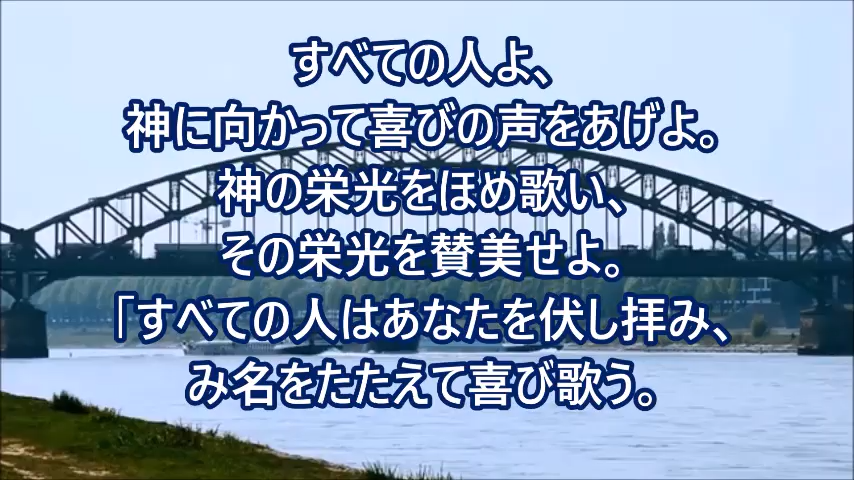 すべての人よ、
神に向かって喜びの声をあげよ。
神の栄光をほめ歌い、
その栄光を賛美せよ。
「すべての人はあなたを伏し拝み、
み名をたたえて喜び歌う。